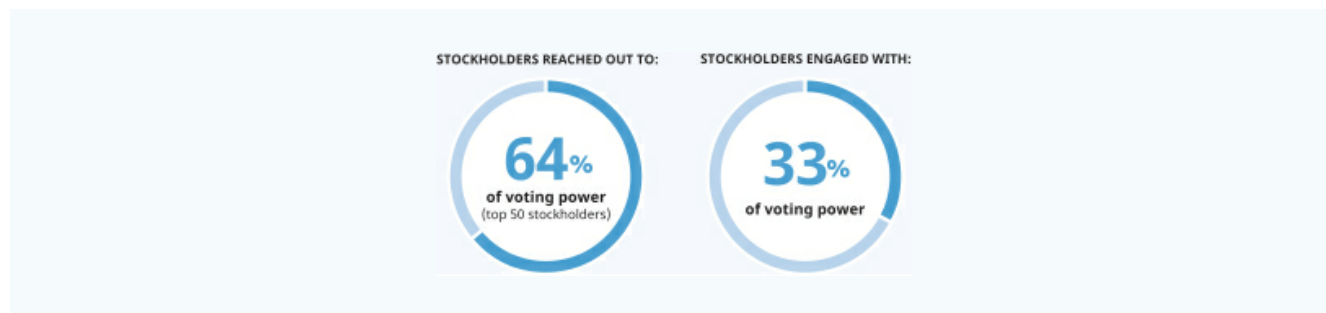 STOCKHOLDERS REACHED OUT TO:
64%
of voting power
(top 50 stockholders)
STOCKHOLDERS ENGAGED WITH:
33%
of voting power